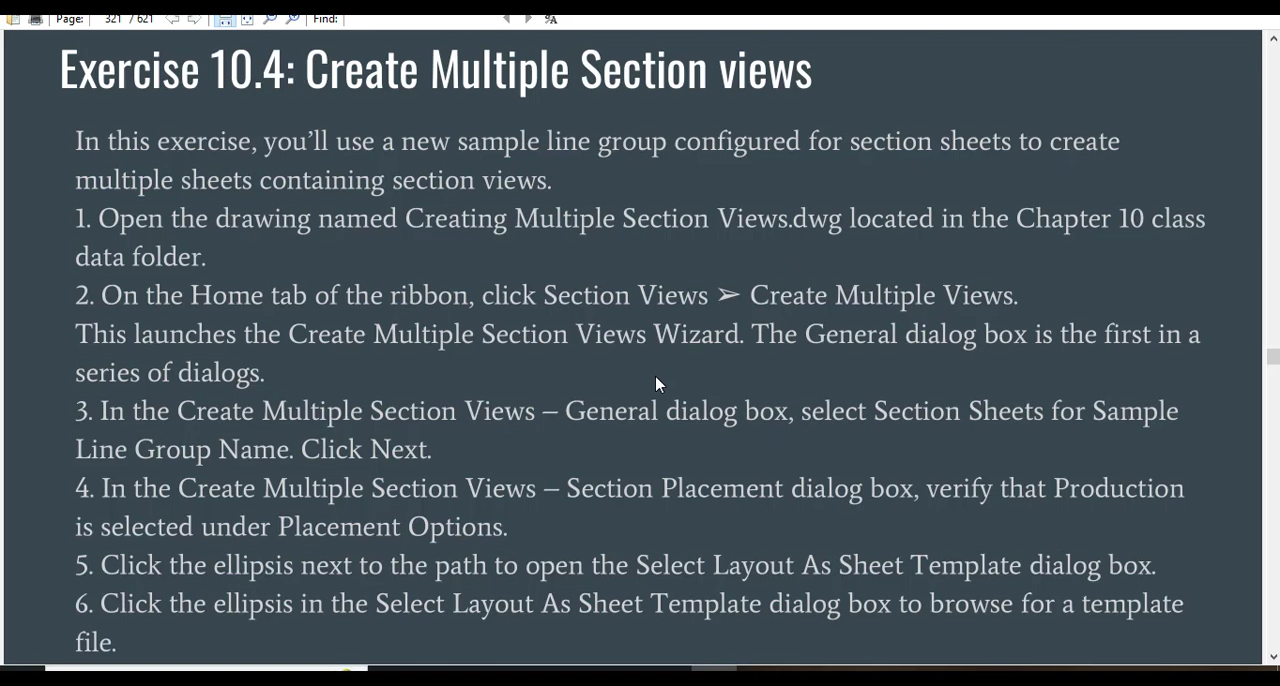 Page: 321 / 621 Find:
Exercise 10.4: Create Multiple Section views
In this exercise, you’ll use a new sample line group configured for section sheets to create
multiple sheets containing section views.
1. Open the drawing named Creating Multiple Section Views.dwg located in the Chapter 10 class
data folder.
2. On the Home tab of the ribbon, click Section Views ➢ Create Multiple Views.
This launches the Create Multiple Section Views Wizard. The General dialog box is the first in a
series of dialogs.
3. In the Create Multiple Section Views – General dialog box, select Section Sheets for Sample
Line Group Name. Click Next.
4. In the Create Multiple Section Views – Section Placement dialog box, verify that Production
is selected under Placement Options.
5. Click the ellipsis next to the path to open the Select Layout As Sheet Template dialog box.
6. Click the ellipsis in the Select Layout As Sheet Template dialog box to browse for a template
file.